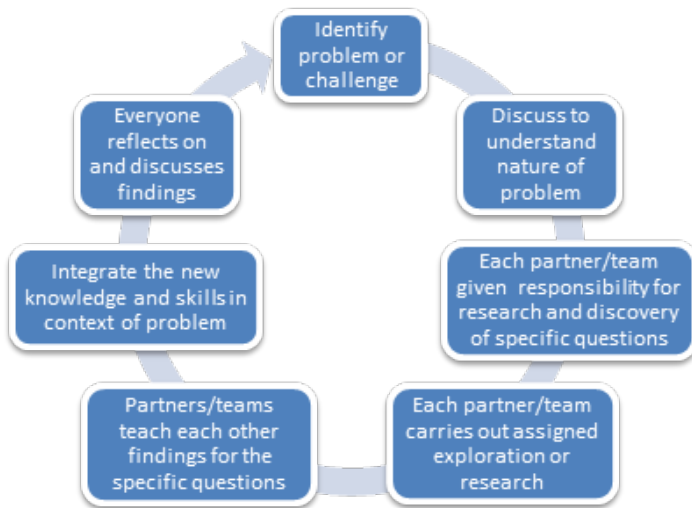 Identify
problem or
challenge
Discuss to
understand
nature of
problem
Each partner/team
given responsibility for
research and discovery
of specific questions
Each partner/team
carries out assigned
exploration or
research
Partners/teams
teach each other
findings for the
specific questions
Integrate the new
knowledge and skills in
context of problem
Everyone
reflects on
and discusses
findings